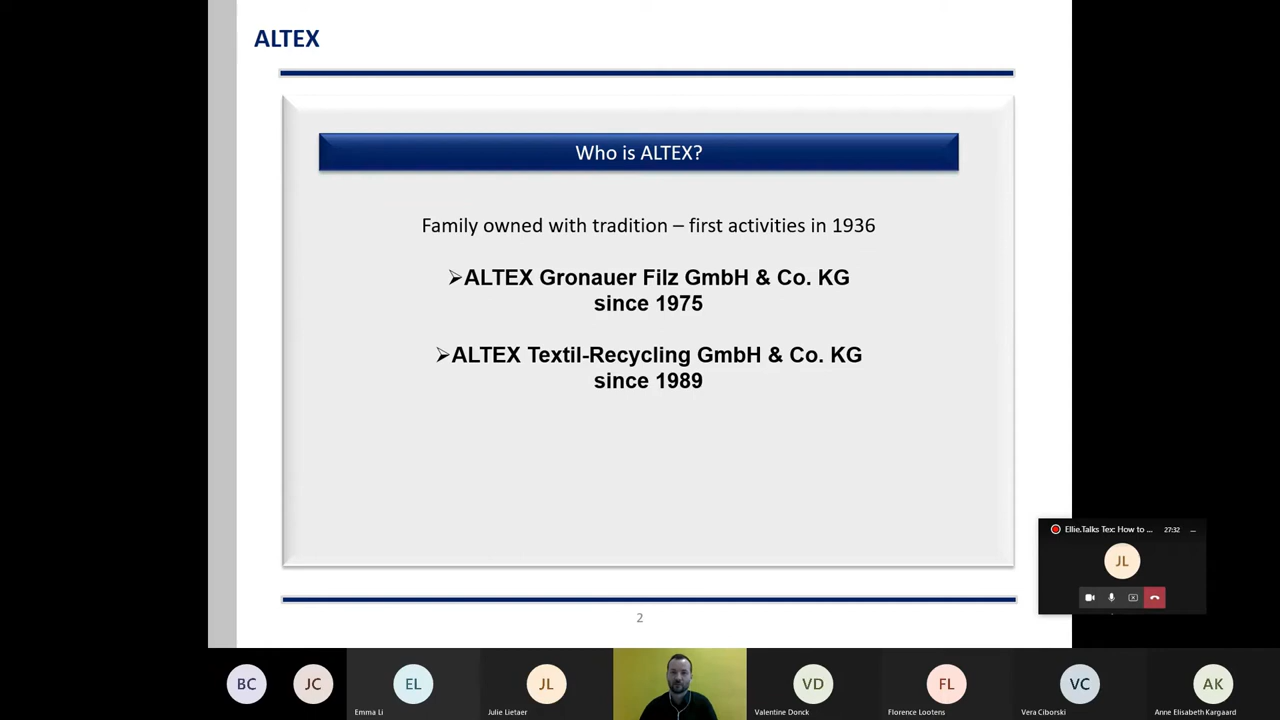 ALTEX
Who is ALTEX?
Family owned with tradition – first activities in 1936
➢ALTEX Gronauer Filz GmbH & Co. KG
since 1975
➢ALTEX Textil-Recycling GmbH & Co. KG
since 1989
Ellie.Talks Tex: How to ... 27:32
JL
2
BC JC EL JL VD FL VC AK
Emma Li Julie Lietaer Valentine Donck Florence Lootens Vera Ciborski Anne Elisabeth Kargaard